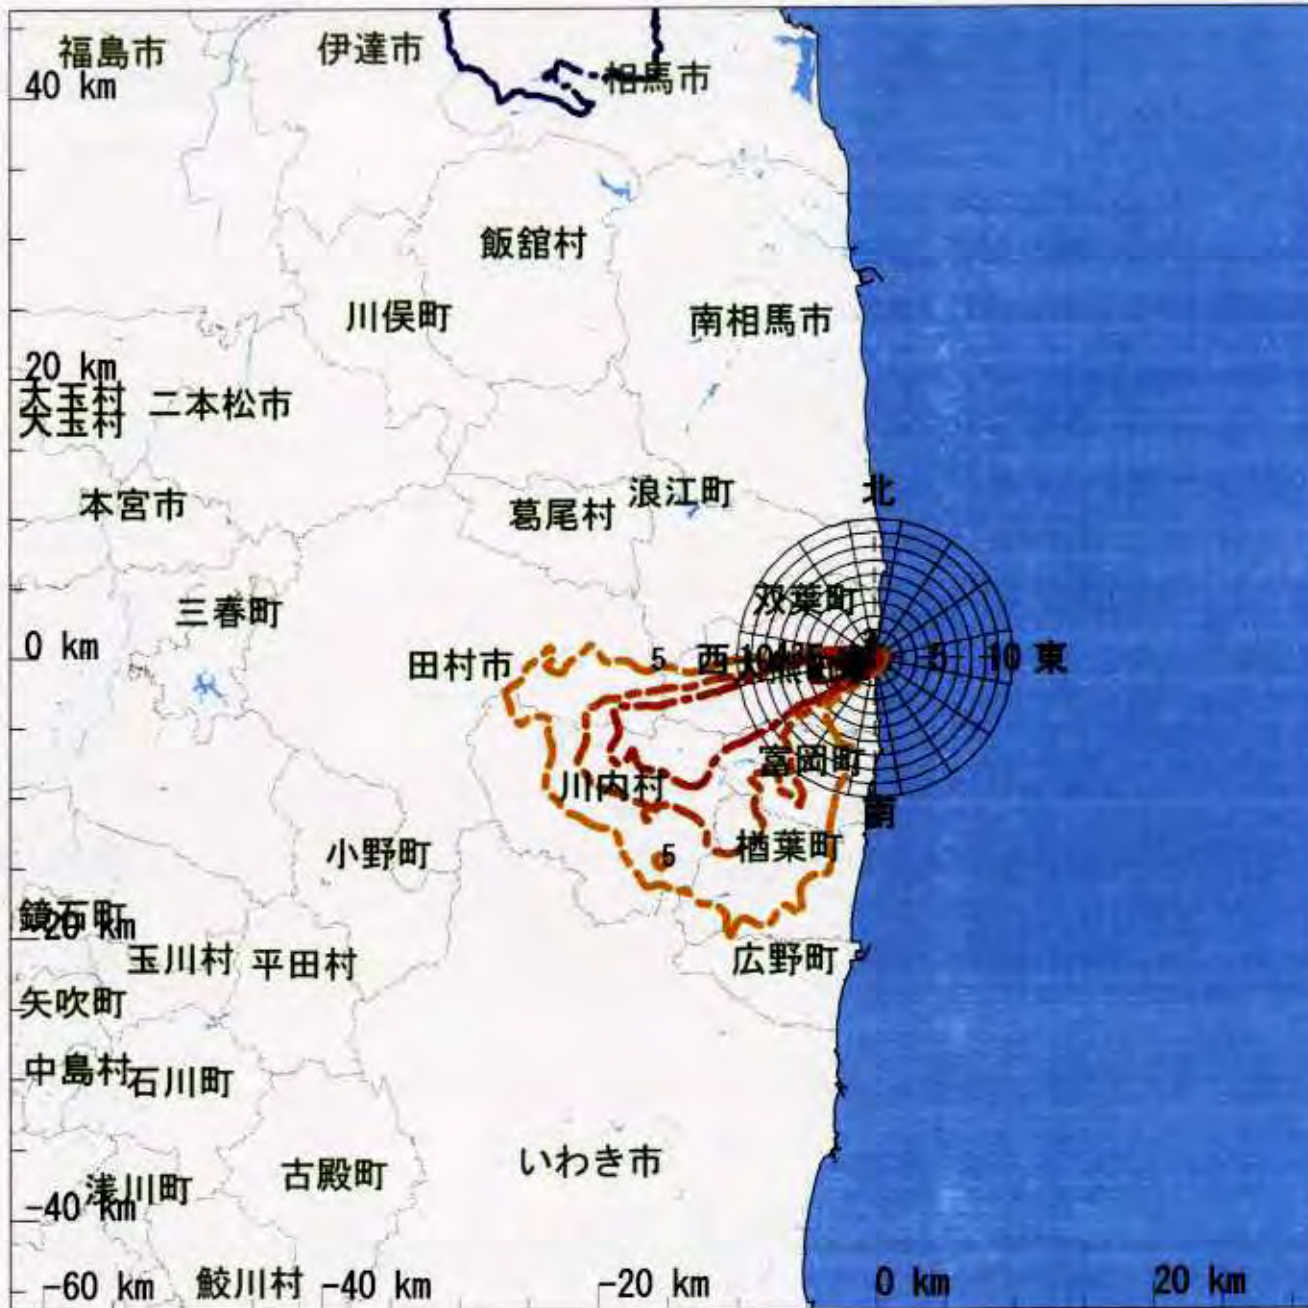 福島市
伊達市
相馬市
40 km
飯舘村
川俣町
南相馬市
20 km
大玉村
大玉村
二本松市
本宮市
葛尾村
浪江町
北
三春町
双葉町
0 km
田村市
5
西
10
5
10
東
富岡町
川内村
南
小野町
5
楢葉町
鏡石町
-20 km
玉川村
平田村
広野町
矢吹町
中島村
石川町
いわき市
古殿町
浅川町
-40 km
-60 km
鮫川村
-40 km
-20 km
0 km
20 km